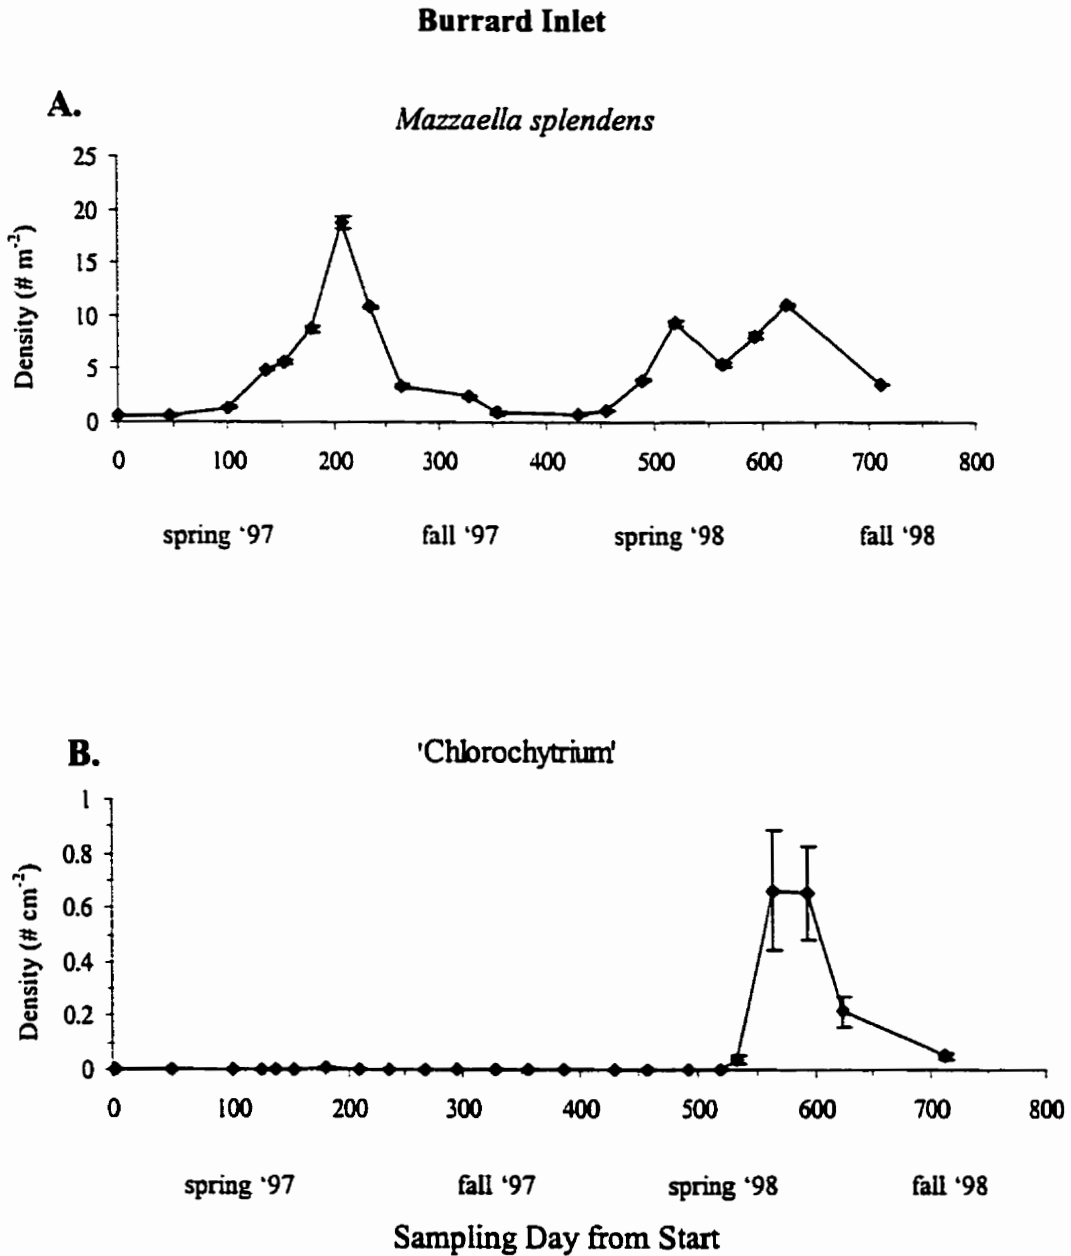 Burrard Inlet
A.
Mazzaella splendens
Density (# m⁻²)
25
20
15
10
5
0
0 100 200 300 400 500 600 700 800
spring ‘97 fall ‘97 spring ‘98 fall ‘98
B.
'Chlorochytrium'
Density (# cm⁻²)
1
0.8
0.6
0.4
0.2
0
0 100 200 300 400 500 600 700 800
spring ‘97 fall ‘97 spring ‘98 fall ‘98
Sampling Day from Start